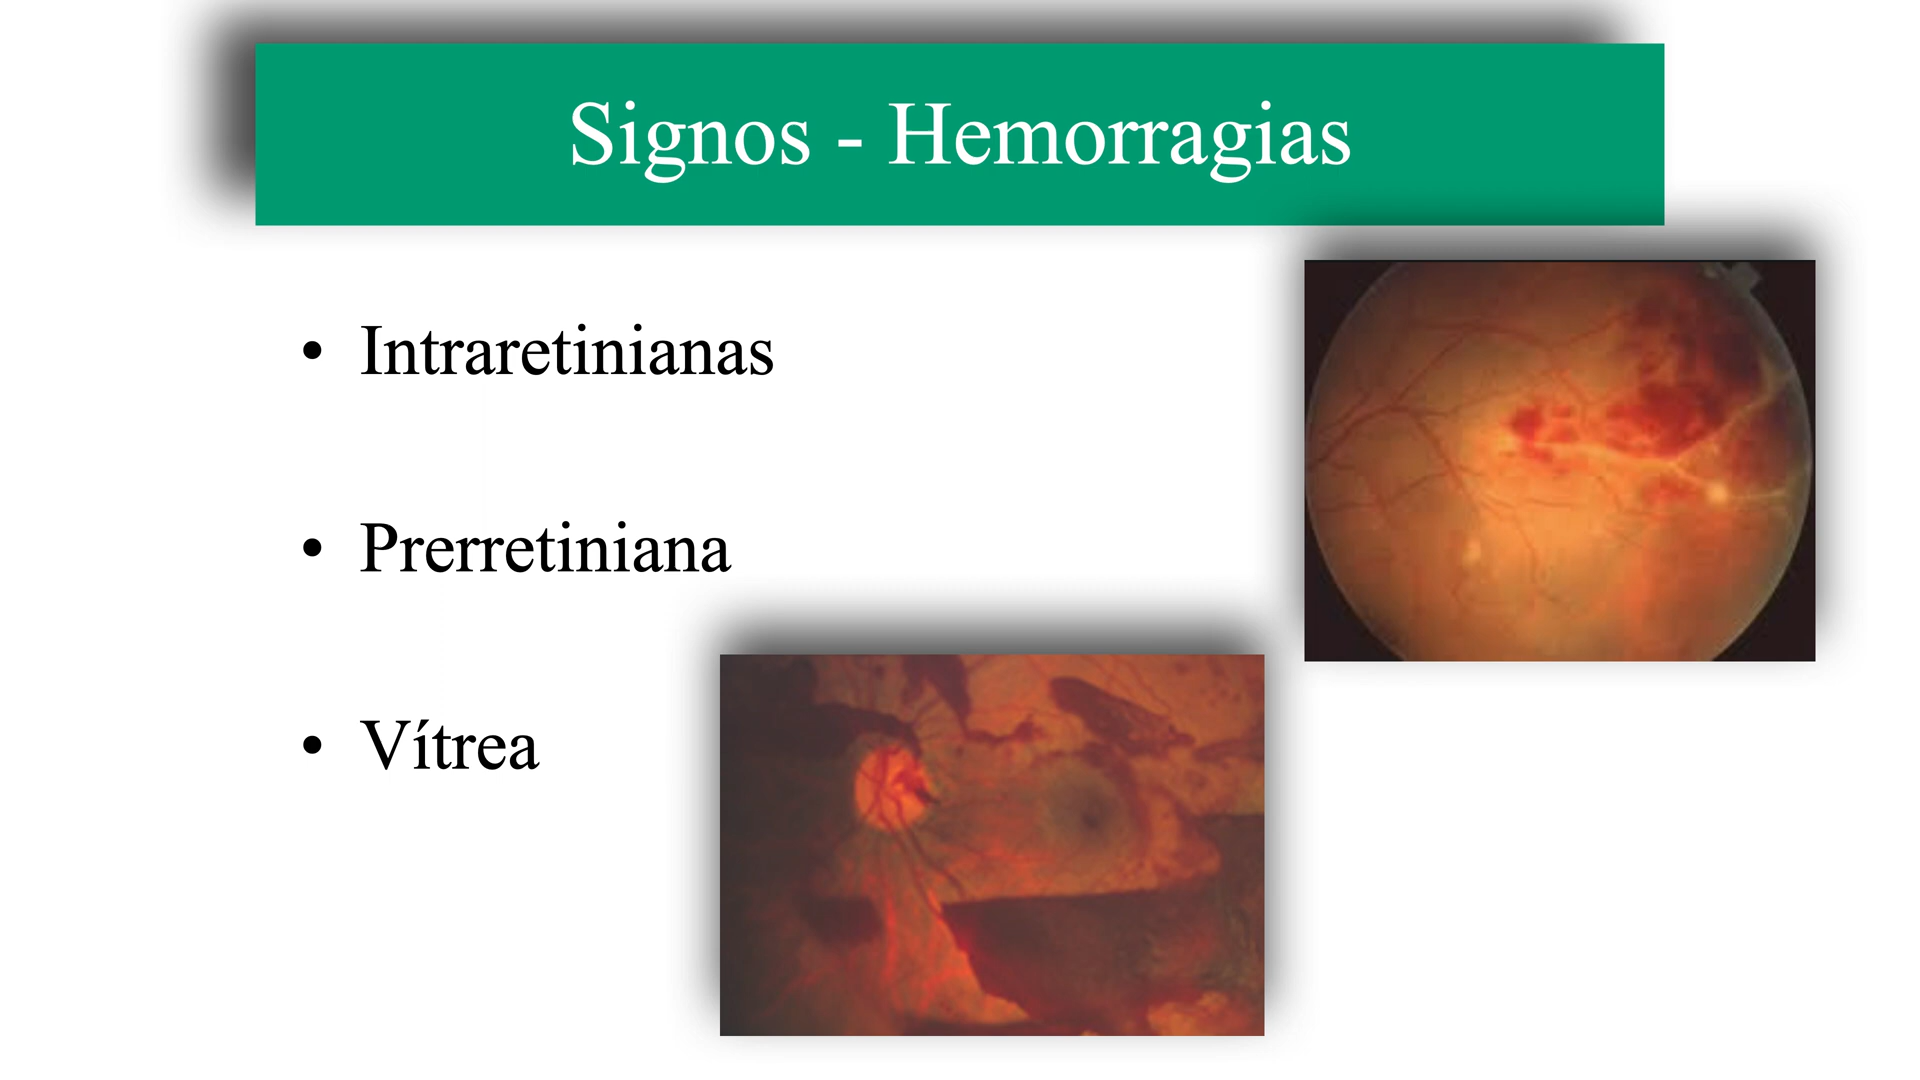 Signos - Hemorragias
• Intraretinianas
• Prerretiniana
• Vítrea